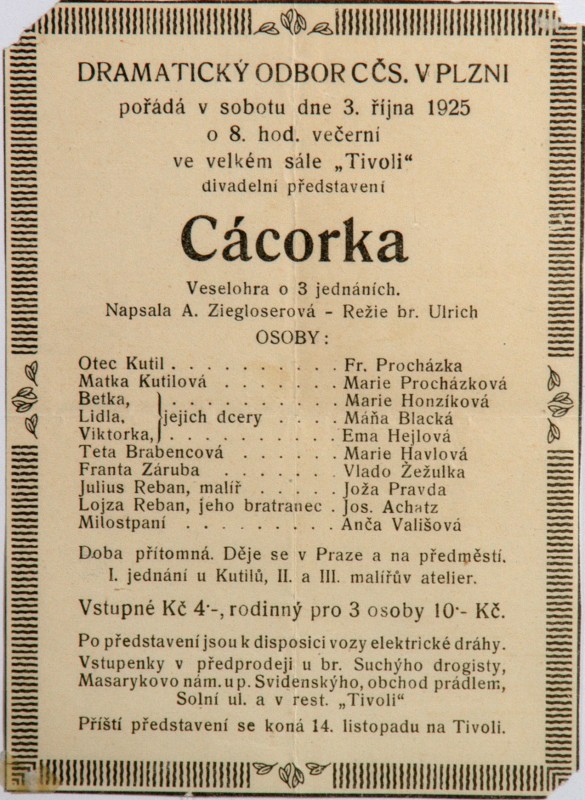 DRAMATICKÝ ODBOR CČS. V PLZNI
pořádá v sobotu dne 3. října 1925
o 8. hod. večerní
ve velkém sále „Tivoli“
divadelní představení
Cácorka
Veselohra o 3 jednáních.
Napsala A. Ziegloserová - Režie br. Ulrich
OSOBY:
Otec Kutil . . . . . . . . . . Fr. Procházka
Matka Kutilová . . . . . . . Marie Procházková
Betka, . . . . . . . . . . Marie Honzíková
Lidla, }jejich dcery . . . . Máňa Blacká
Viktorka, . . . . . . . . . . Ema Hejlová
Teta Brabencová . . . . . . Marie Havlová
Franta Záruba . . . . . . . Vlado Žežulka
Julius Reban, malíř . . . . . Joža Pravda
Lojza Reban, jeho bratranec . Jos. Achatz
Milostpaní . . . . . . . . . Anča Vališová
Doba přítomná. Děje se v Praze a na předměstí.
I. jednání u Kutilů, II. a III. malířův atelier.
Vstupné Kč 4·-, rodinný pro 3 osoby 10·- Kč.
Po představení jsou k disposici vozy elektrické dráhy.
Vstupenky v předprodeji u br. Suchýho drogisty,
Masarykovo nám. u p. Svidenskýho, obchod prádlem,
Solní ul. a v rest. „Tivoli“
Příští představení se koná 14. listopadu na Tivoli.